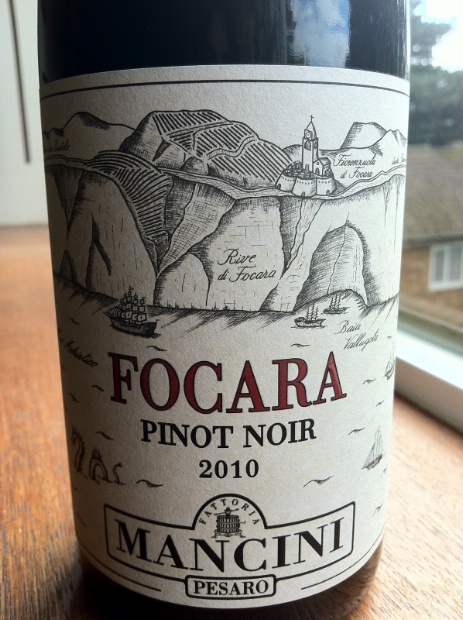 Fiorenzuola
di Focara
Rive
di Focara
Baia
Vallugola
FOCARA
PINOT NOIR
2010
FATTORIA
MANCINI
PESARO